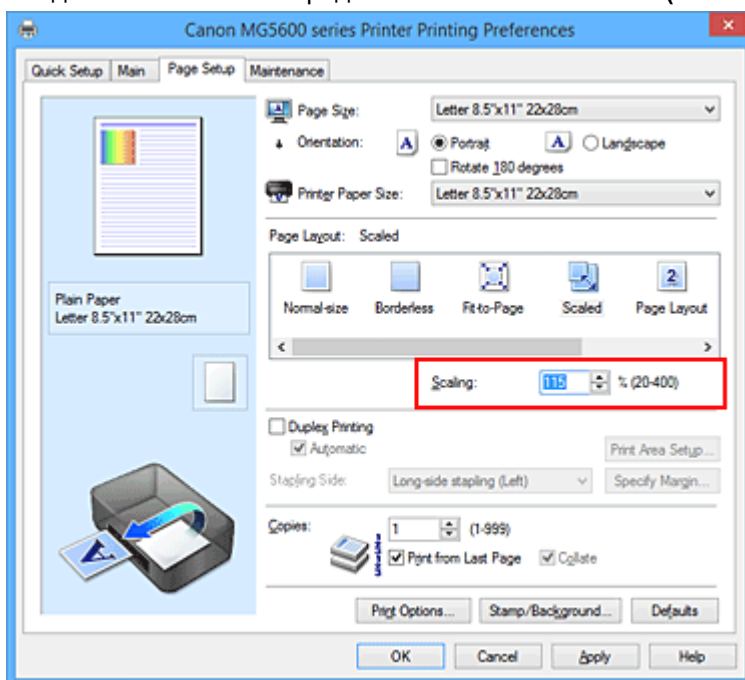 Canon MG5600 series Printer Printing Preferences
Quick Setup Main Page Setup Maintenance
Page Size: Letter 8.5"x11" 22x28cm
Orientation: A Portrait A Landscape
Rotate 180 degrees
Printer Paper Size: Letter 8.5"x11" 22x28cm
Page Layout: Scaled
Normal-size Borderless Fit-to-Page Scaled Page Layout
Plain Paper
Letter 8.5"x11" 22x28cm
Scaling: 115 % (20-400)
Duplex Printing
Automatic Print Area Setup...
Stapling Side: Long-side stapling (Left) Specify Margin...
Copies: 1 (1-999)
Print from Last Page Collate
Print Options... Stamp/Background... Defaults
OK Cancel Apply Help